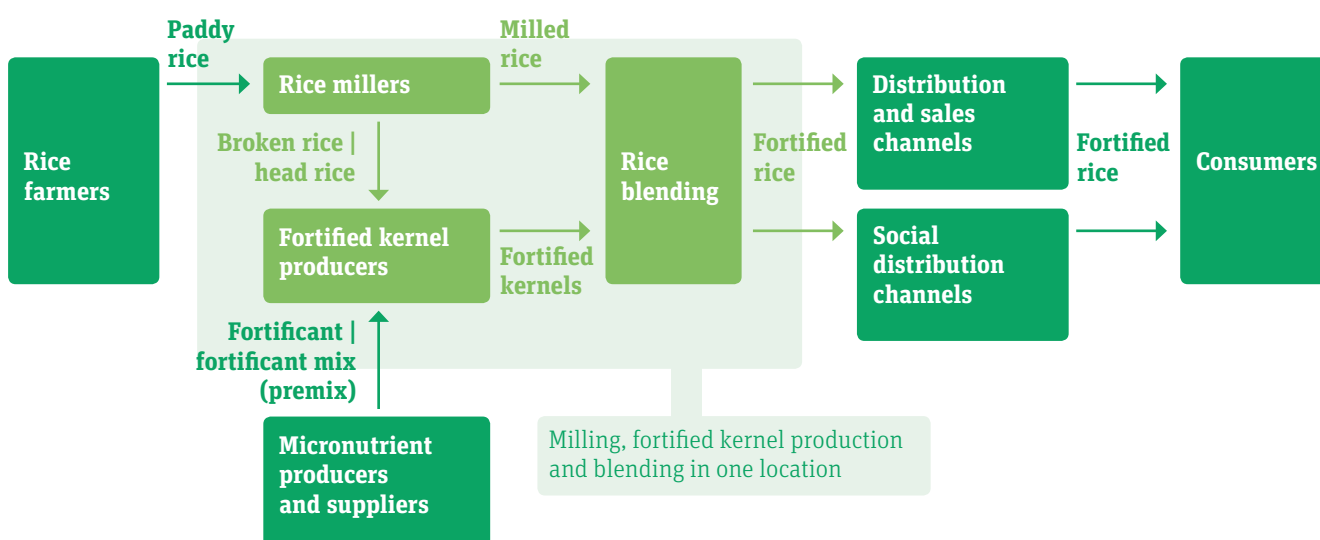 Paddy
rice
Milled
rice
Rice
farmers
Rice millers
Broken rice |
head rice
Fortified kernel
producers
Fortified
kernels
Rice
blending
Fortified
rice
Distribution
and sales
channels
Social
distribution
channels
Fortified
rice
Consumers
Fortificant |
fortificant mix
(premix)
Micronutrient
producers
and suppliers
Milling, fortified kernel production
and blending in one location